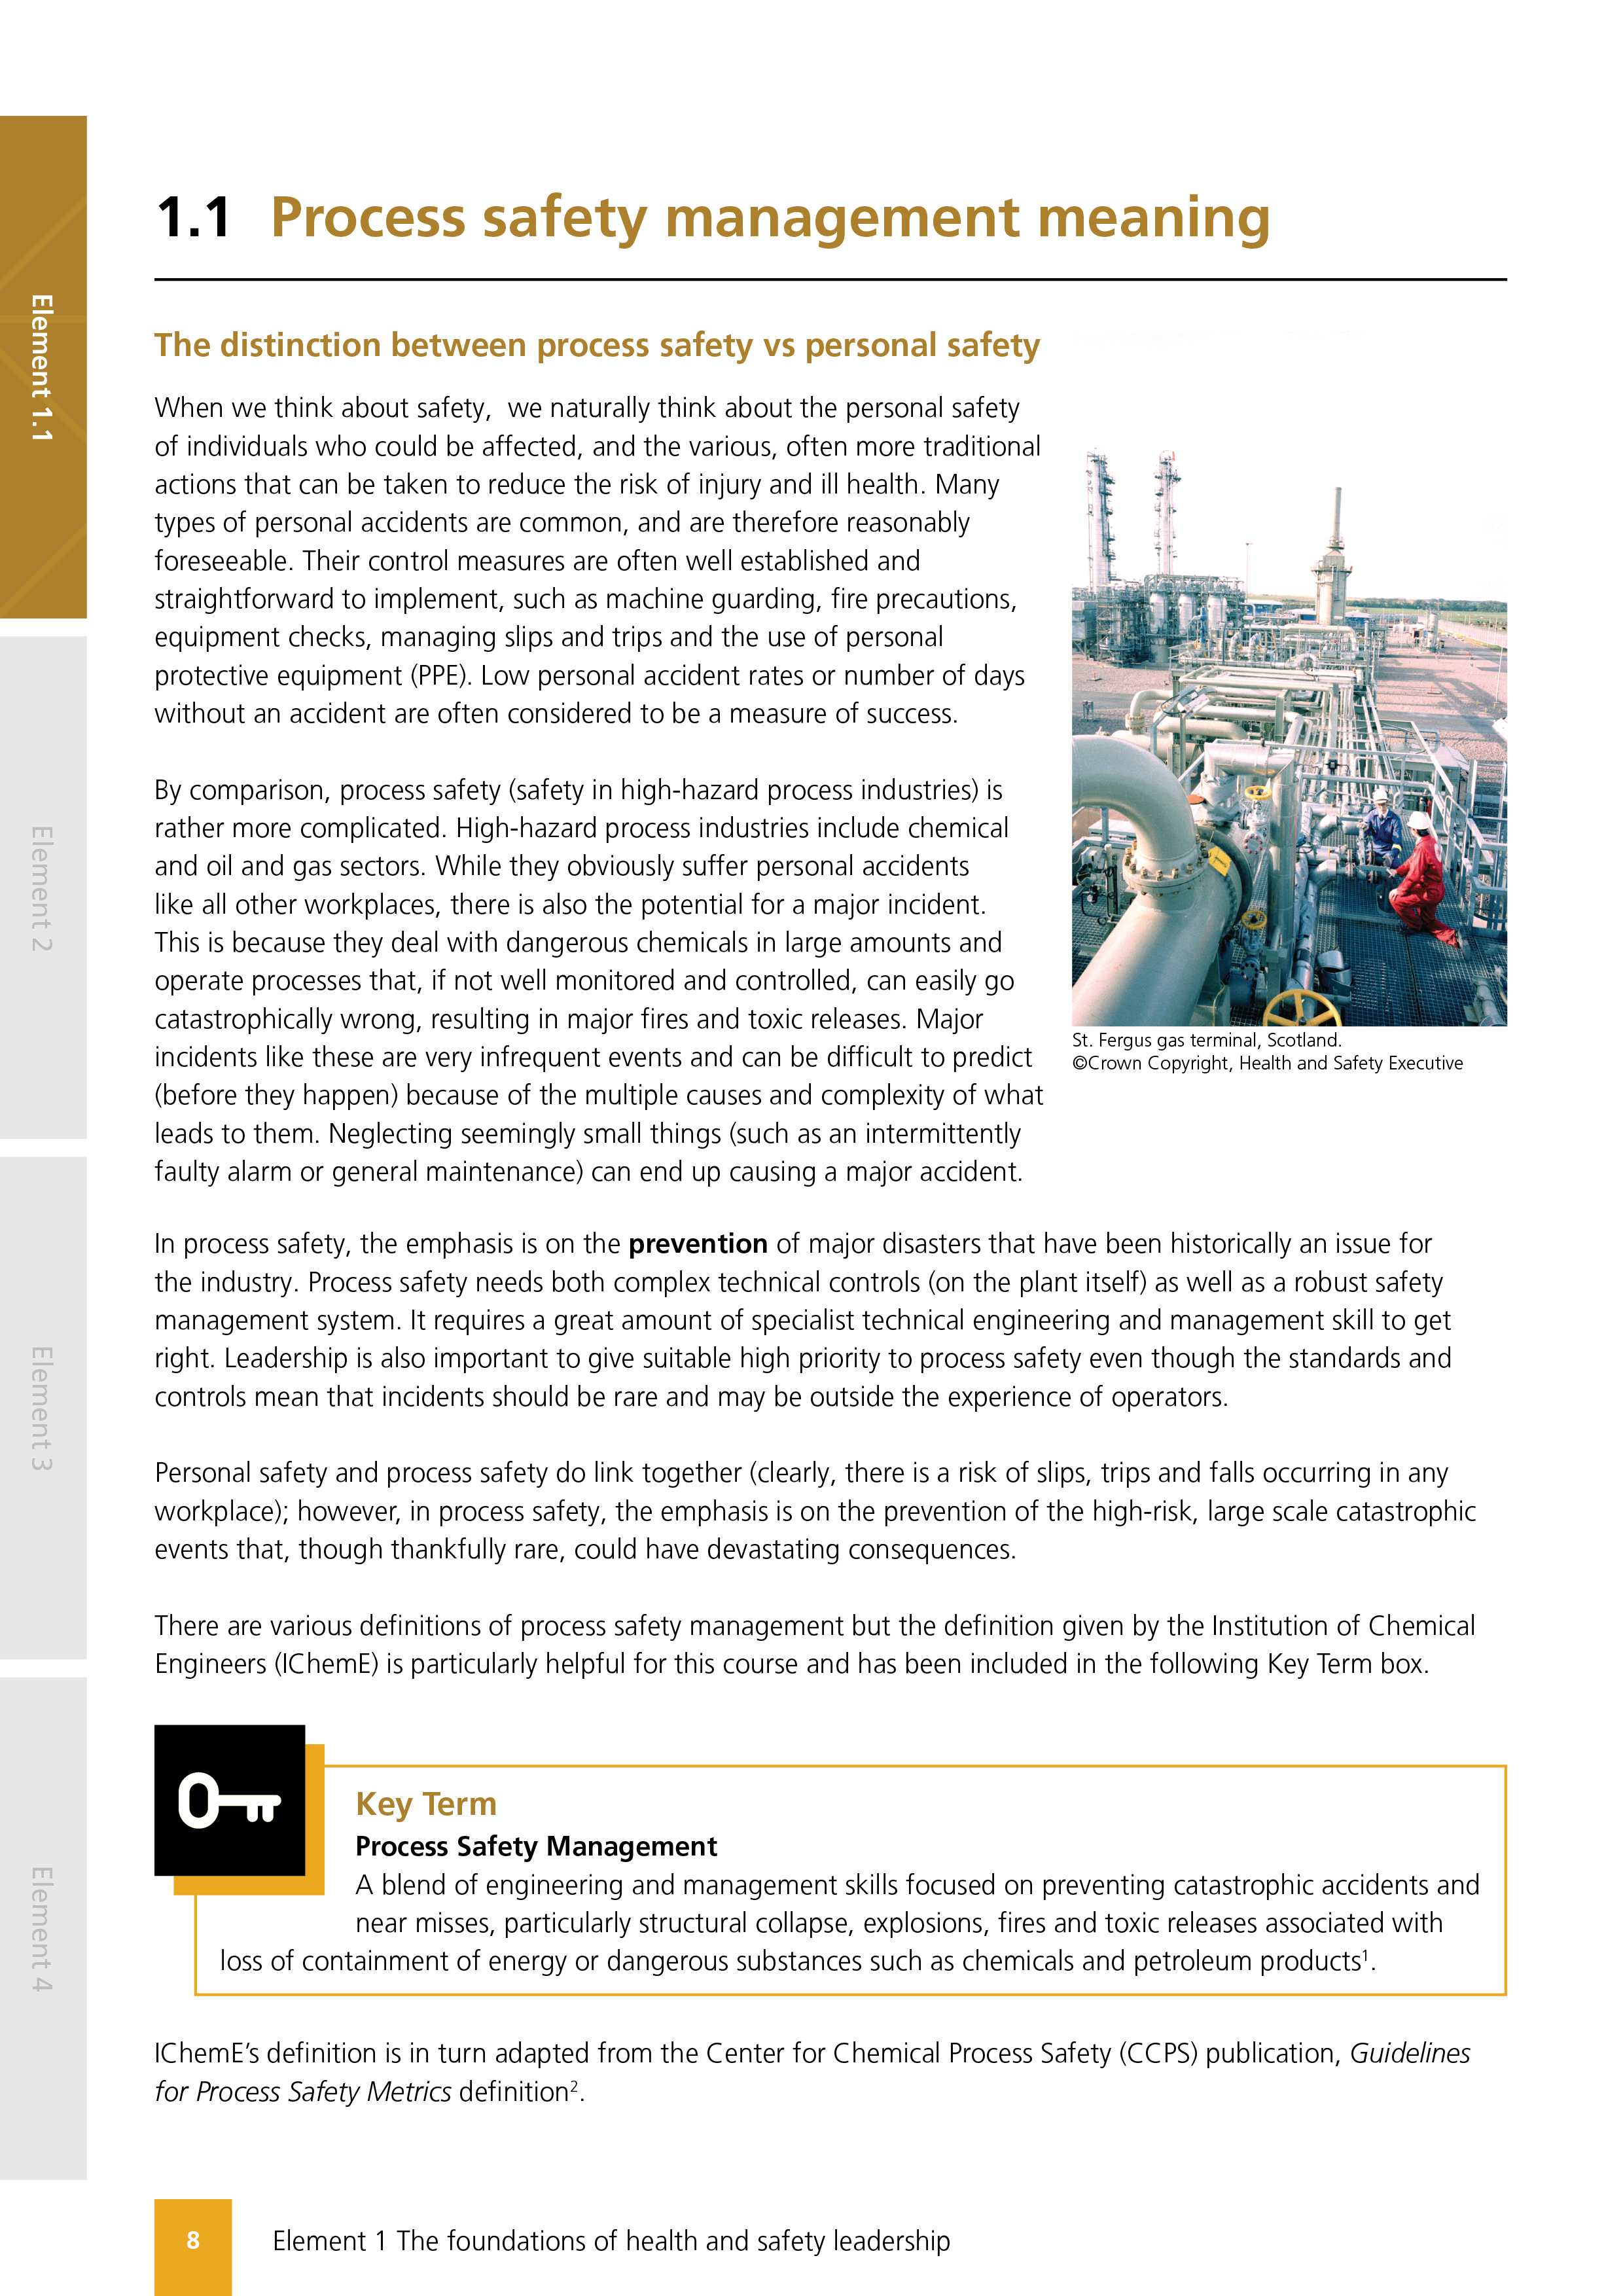 1.1 Process safety management meaning
The distinction between process safety vs personal safety
When we think about safety,  we naturally think about the personal safety
of individuals who could be affected, and the various, often more traditional
actions that can be taken to reduce the risk of injury and ill health. Many
types of personal accidents are common, and are therefore reasonably
foreseeable. Their control measures are often well established and
straightforward to implement, such as machine guarding, fire precautions,
equipment checks, managing slips and trips and the use of personal
protective equipment (PPE). Low personal accident rates or number of days
without an accident are often considered to be a measure of success.
By comparison, process safety (safety in high-hazard process industries) is
rather more complicated. High-hazard process industries include chemical
and oil and gas sectors. While they obviously suffer personal accidents
like all other workplaces, there is also the potential for a major incident.
This is because they deal with dangerous chemicals in large amounts and
operate processes that, if not well monitored and controlled, can easily go
catastrophically wrong, resulting in major fires and toxic releases. Major
incidents like these are very infrequent events and can be difficult to predict
(before they happen) because of the multiple causes and complexity of what
leads to them. Neglecting seemingly small things (such as an intermittently
faulty alarm or general maintenance) can end up causing a major accident.
St. Fergus gas terminal, Scotland.
©Crown Copyright, Health and Safety Executive
In process safety, the emphasis is on the prevention of major disasters that have been historically an issue for
the industry. Process safety needs both complex technical controls (on the plant itself) as well as a robust safety
management system. It requires a great amount of specialist technical engineering and management skill to get
right. Leadership is also important to give suitable high priority to process safety even though the standards and
controls mean that incidents should be rare and may be outside the experience of operators.
Personal safety and process safety do link together (clearly, there is a risk of slips, trips and falls occurring in any
workplace); however, in process safety, the emphasis is on the prevention of the high-risk, large scale catastrophic
events that, though thankfully rare, could have devastating consequences.
There are various definitions of process safety management but the definition given by the Institution of Chemical
Engineers (IChemE) is particularly helpful for this course and has been included in the following Key Term box.
Key Term
Process Safety Management
A blend of engineering and management skills focused on preventing catastrophic accidents and
near misses, particularly structural collapse, explosions, fires and toxic releases associated with
loss of containment of energy or dangerous substances such as chemicals and petroleum products¹.
IChemE’s definition is in turn adapted from the Center for Chemical Process Safety (CCPS) publication, Guidelines
for Process Safety Metrics definition².
8 Element 1 The foundations of health and safety leadership
Element 1.1
Element 2
Element 3
Element 4